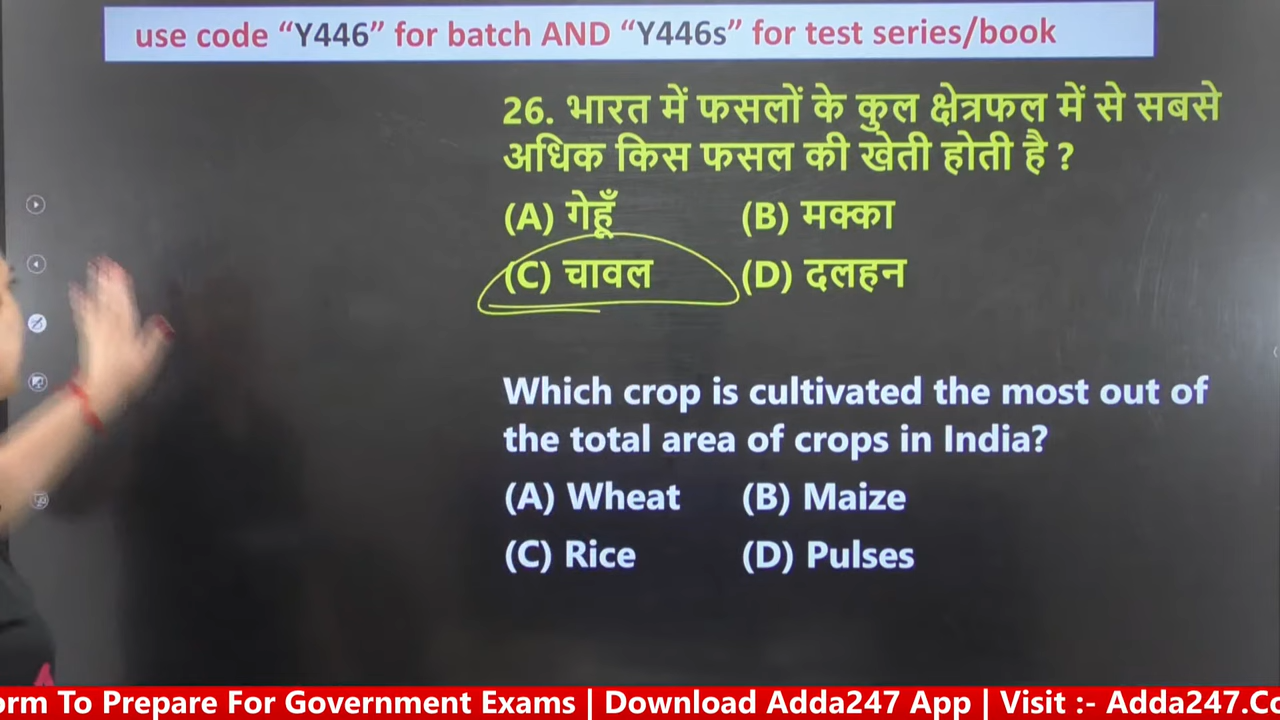 use code “Y446” for batch AND “Y446s” for test series/book
26. भारत में फसलों के कुल क्षेत्रफल में से सबसे
अधिक किस फसल की खेती होती है ?
(A) गेहूँ (B) मक्का
(C) चावल (D) दलहन
Which crop is cultivated the most out of
the total area of crops in India?
(A) Wheat (B) Maize
(C) Rice (D) Pulses
orm To Prepare For Government Exams | Download Adda247 App | Visit :- Adda247.Co